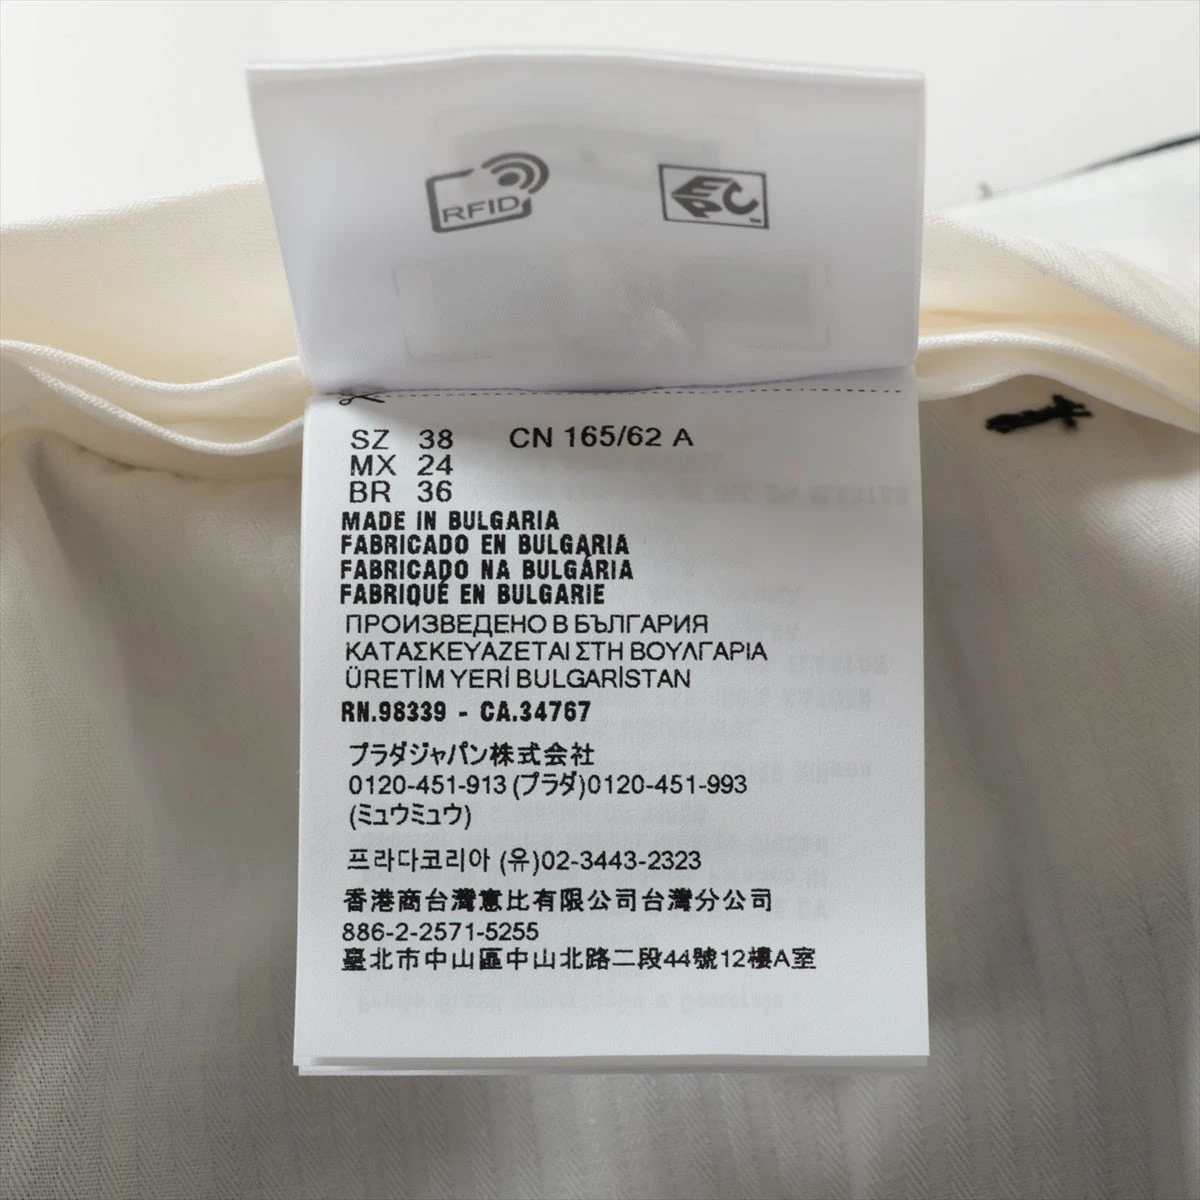 RFID
EPC
SZ 38 CN 165/62 A
MX 24
BR 36
MADE IN BULGARIA
FABRICADO EN BULGARIA
FABRICADO NA BULGÁRIA
FABRIQUÉ EN BULGARIE
ПРОИЗВЕДЕНО В БЪЛГАРИЯ
ΚΑΤΑΣΚΕΥΑΖΕΤΑΙ ΣΤΗ ΒΟΥΛΓΑΡΙΑ
ÜRETİM YERİ BULGARİSTAN
RN.98339 - CA.34767
プラダジャパン株式会社
0120-451-913 (プラダ)0120-451-993
(ミュウミュウ)
프라다코리아 (유)02-3443-2323
香港商台灣意比有限公司台灣分公司
886-2-2571-5255
臺北市中山區中山北路二段44號12樓A室